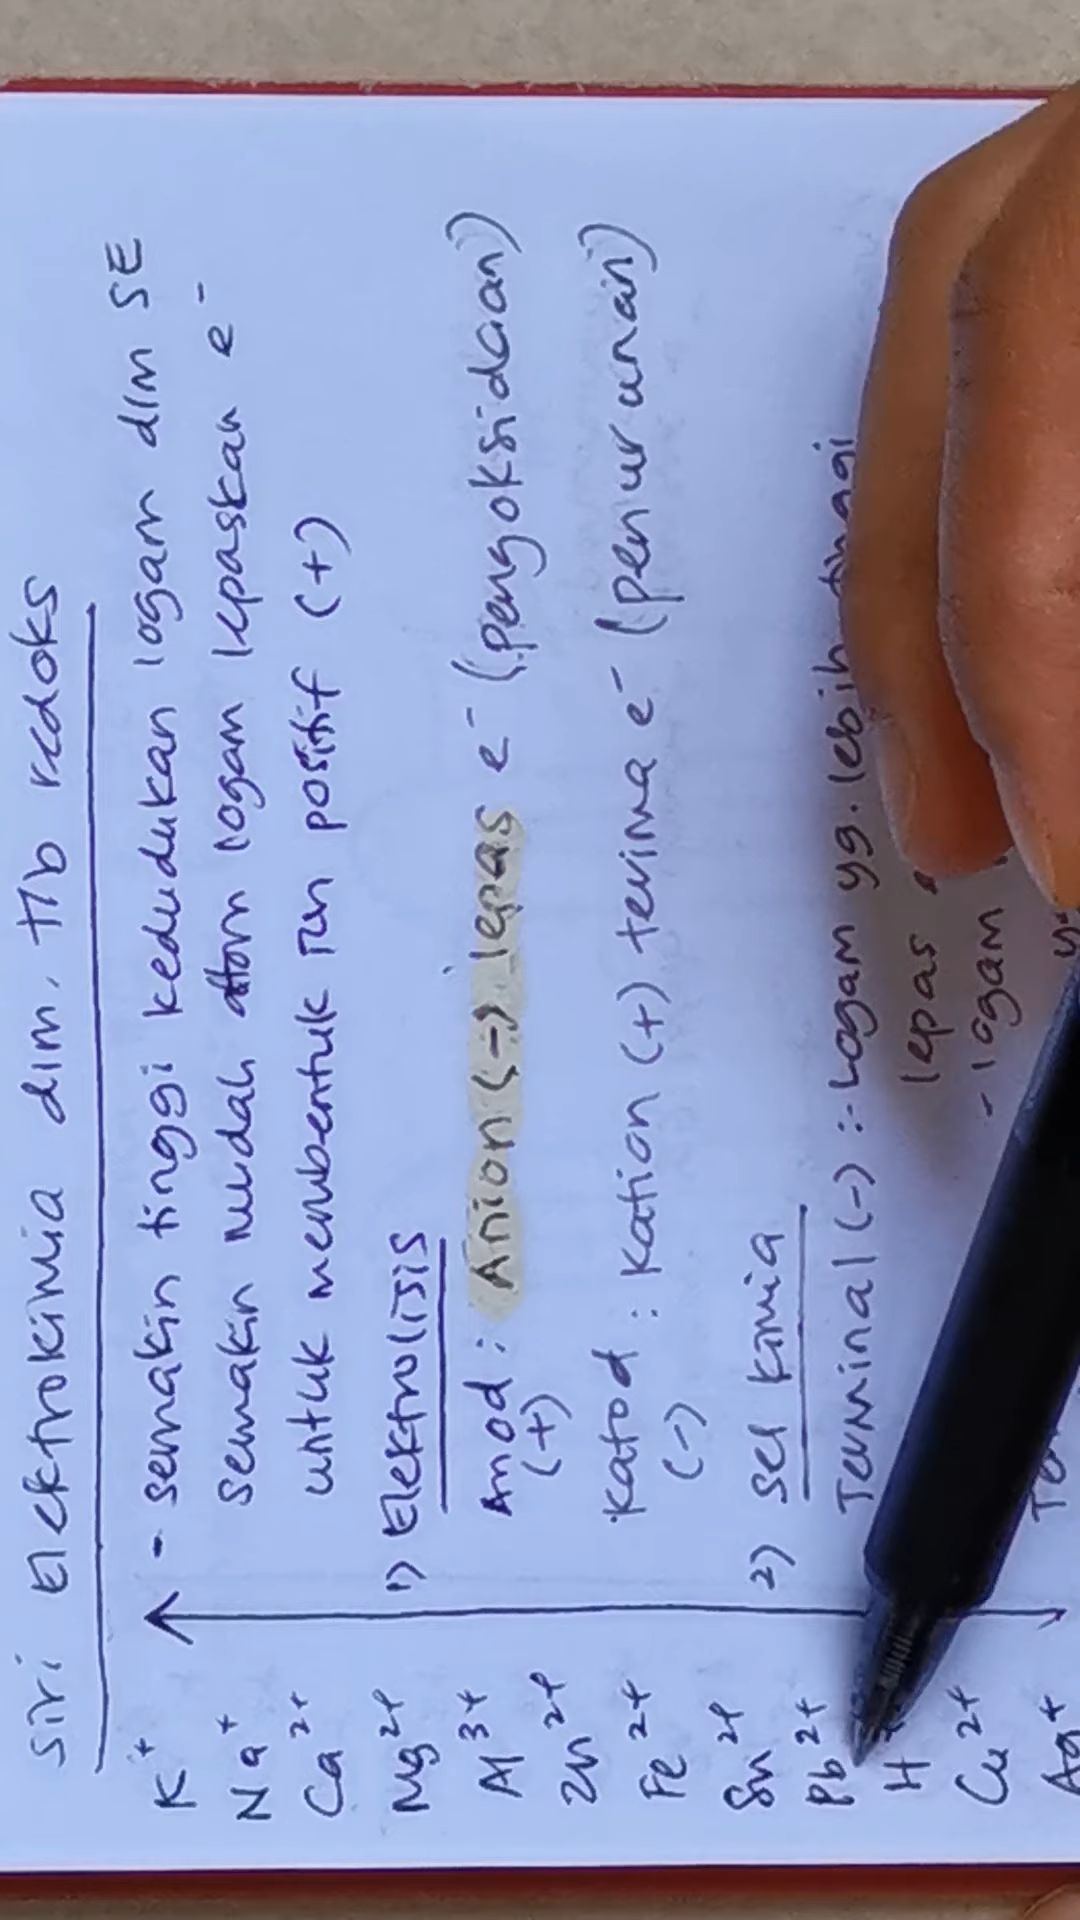 siri Elektrokimia dlm. t/b redoks
K⁺
Na⁺
Ca²⁺
Mg²⁺
Al³⁺
Zn²⁺
Fe²⁺
Sn²⁺
Pb²⁺
H⁺
Cu²⁺
Ag⁺
- semakin tinggi kedudukan logam dlm SE
semakin mudah atom logam lepaskan e⁻
untuk membentuk ion positif (+)
1) Elektrolisis
Anod : Anion (-) lepas e⁻ (pengoksidaan)
(+)
Katod : Kation (+) terima e⁻ (penurunan)
(-)
2) sel kimia
Terminal (-) :- Logam yg. lebih tinggi
lepas
- logam